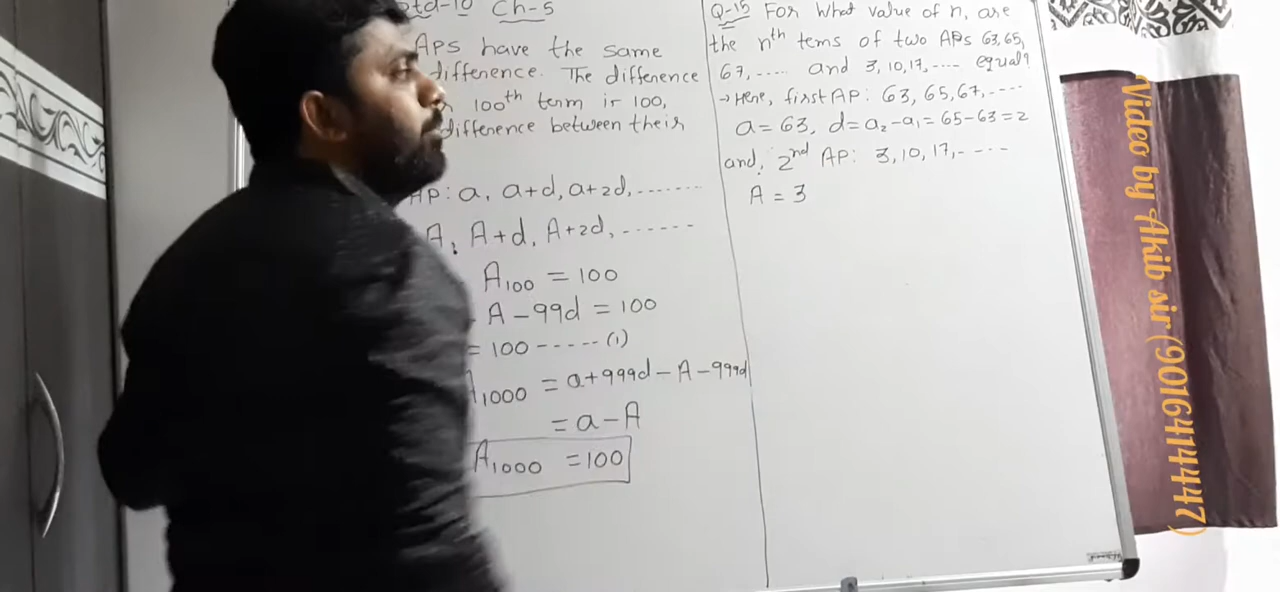 Std-10 Ch-5
APs have the same
difference. The difference
100th term ir 100,
difference between their
AP: a, a+d, a+2d, -------
A, A+d, A+2d, ------
A100 = 100
A - 99d = 100
= 100 ----- (1)
A1000 = a+999d - A - 999d
= a - A
A1000 = 100
Q-15 For What value of n, are
the nth tems of two APs 63, 65,
67, ..... and 3, 10, 17, ---- equal?
→ Here, first AP: 63, 65, 67, -----
a = 63, d = a2 - a1 = 65 - 63 = 2
and, 2nd AP: 3, 10, 17, - ----
A = 3
Video by Akib sir (9016414447)